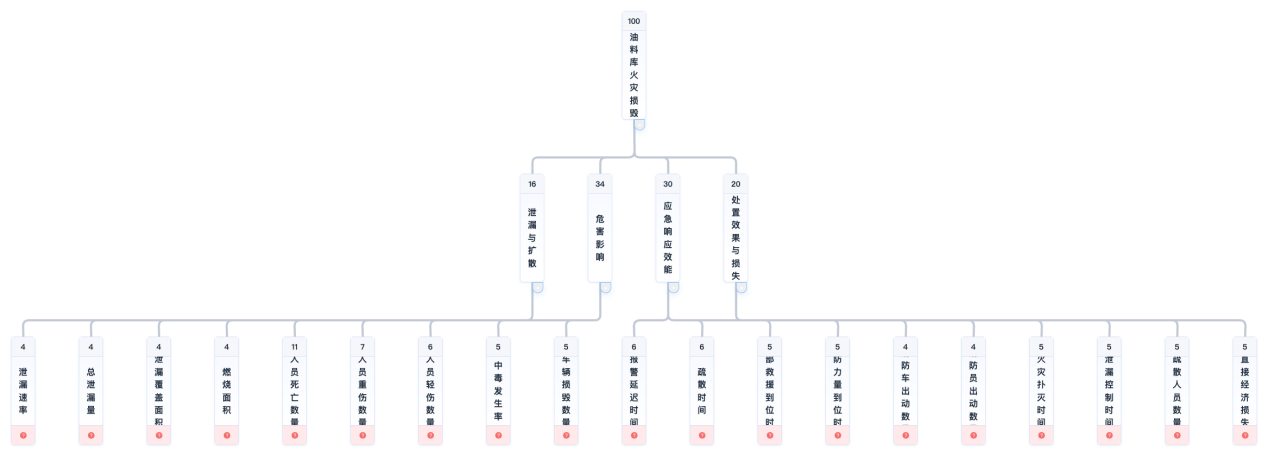 100
油料库火灾损毁
16
泄漏与扩散
34
危害影响
30
应急响应效能
20
处置效果与损失
4
泄漏速率
4
总泄漏量
4
泄漏覆盖面积
4
燃烧面积
11
人员死亡数量
7
人员重伤数量
6
人员轻伤数量
5
中毒发生率
5
车辆损毁数量
6
报警延迟时间
6
疏散时间
5
部救援到位时
5
防力量到位时
4
防车出动数
4
防员出动数
5
火灾扑灭时间
5
泄漏控制时间
5
疏散人员数量
5
直接经济损失